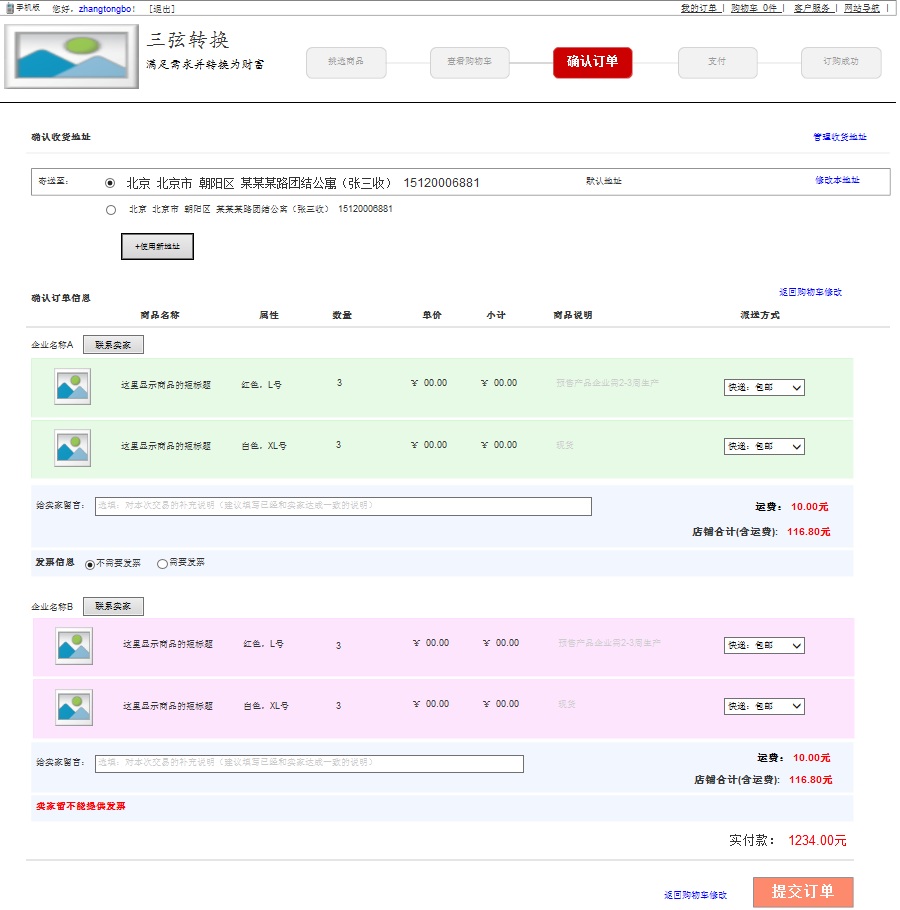 手机版 您好，zhangtongbo！ [退出] 我的订单 | 购物车 0件 | 客户服务 | 网站导航 |
三弦转换
满足需求并转换为财富
挑选商品 查看购物车 确认订单 支付 订购成功
确认收货地址 管理收货地址
寄送至： 北京 北京市 朝阳区 某某某路团结公寓（张三收） 15120006881 默认地址 修改本地址
北京 北京市 朝阳区 某某某路团结公寓（张三收） 15120006881
+使用新地址
确认订单信息 返回购物车修改
商品名称 属性 数量 单价 小计 商品说明 派送方式
企业名称A 联系卖家
这里显示商品的短标题 红色，L号 3 ￥ 00.00 ￥ 00.00 预售产品企业需2-3周生产 快递：包邮
这里显示商品的短标题 白色，XL号 3 ￥ 00.00 ￥ 00.00 现货 快递：包邮
给卖家留言： 选填：对本次交易的补充说明（建议填写已经和卖家达成一致的说明） 运费： 10.00元
店铺合计(含运费)： 116.80元
发票信息 不需要发票 需要发票
企业名称B 联系卖家
这里显示商品的短标题 红色，L号 3 ￥ 00.00 ￥ 00.00 预售产品企业需2-3周生产 快递：包邮
这里显示商品的短标题 白色，XL号 3 ￥ 00.00 ￥ 00.00 现货 快递：包邮
给卖家留言： 选填：对本次交易的补充说明（建议填写已经和卖家达成一致的说明） 运费： 10.00元
店铺合计(含运费)： 116.80元
卖家暂不能提供发票
实付款： 1234.00元
返回购物车修改 提交订单